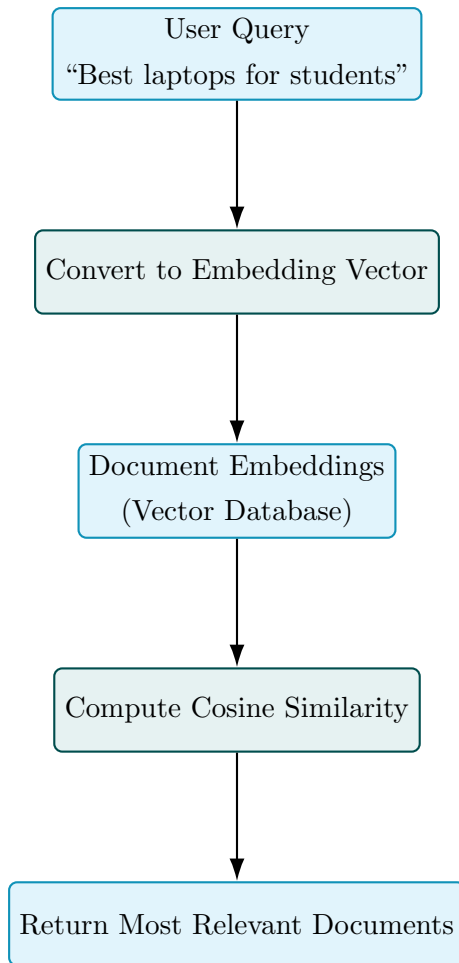 User Query
“Best laptops for students”
Convert to Embedding Vector
Document Embeddings
(Vector Database)
Compute Cosine Similarity
Return Most Relevant Documents